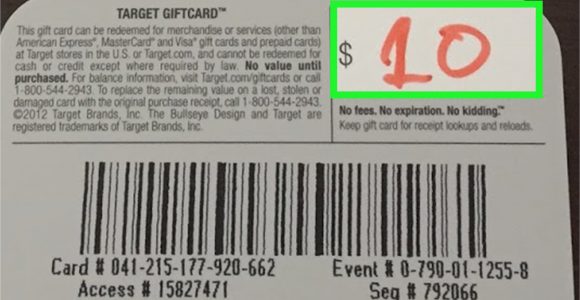 TARGET GIFTCARD™
This gift card can be redeemed for merchandise or services (other than
American Express®, MasterCard® and Visa® gift cards and prepaid cards)
at Target stores in the U.S. or Target.com, and cannot be redeemed for
cash or credit except where required by law. No value until
purchased. For balance information, visit Target.com/giftcards or call
1-800-544-2943. To replace the remaining value on a lost, stolen or
damaged card with the original purchase receipt, call 1-800-544-2943.
©2012 Target Brands, Inc. The Bullseye Design and Target are
registered trademarks of Target Brands, Inc.
$ 10
No fees. No expiration. No kidding.™
Keep gift card for receipt lookups and reloads.
Card # 041-215-177-920-662
Event # 0-790-01-1255-8
Access # 15827471
Seq # 792066